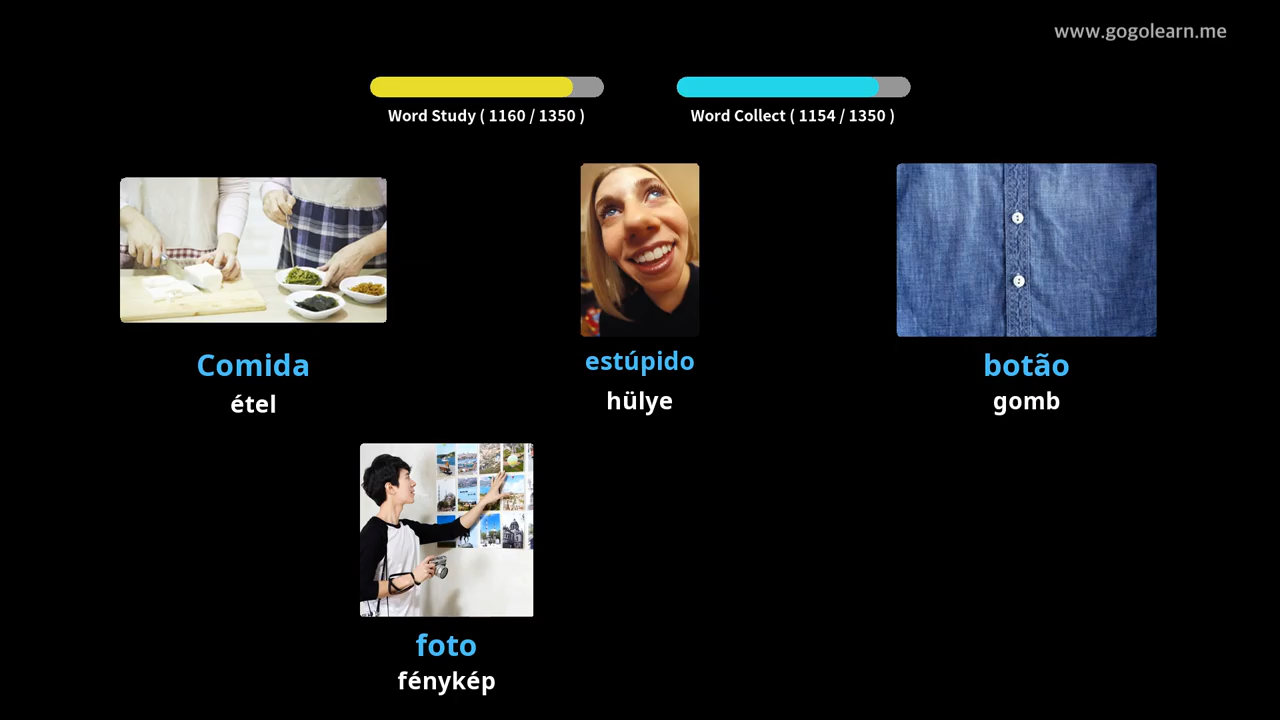 www.gogolearn.me
Word Study ( 1160 / 1350 )
Word Collect ( 1154 / 1350 )
Comida
étel
estúpido
hülye
botão
gomb
foto
fénykép